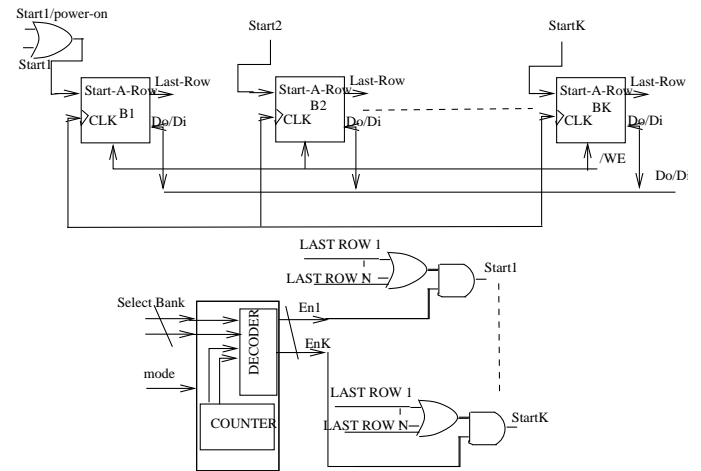 Start1/power-on
Start2
StartK
Start1
Start-A-Row
Last-Row
Start-A-Row
Last-Row
Start-A-Row
Last-Row
B1
B2
BK
CLK
Do/Di
CLK
Do/Di
CLK
Do/Di
/WE
Do/Di
LAST ROW 1
LAST ROW N
Start1
Select Bank
En1
DECODER
EnK
mode
COUNTER
LAST ROW 1
LAST ROW N
StartK